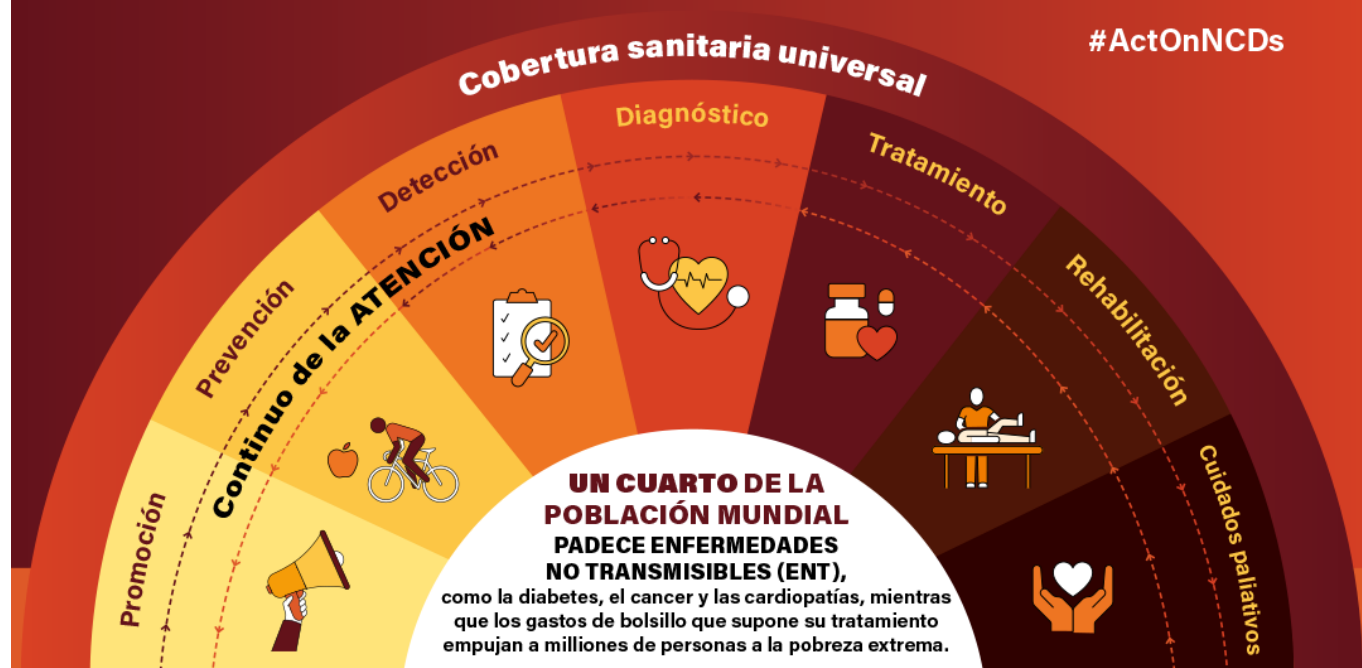 #ActOnNCDs
Cobertura sanitaria universal
Continuo de la ATENCIÓN
Promoción
Prevención
Detección
Diagnóstico
Tratamiento
Rehabilitación
Cuidados paliativos
UN CUARTO DE LA
POBLACIÓN MUNDIAL
PADECE ENFERMEDADES
NO TRANSMISIBLES (ENT),
como la diabetes, el cancer y las cardiopatías, mientras
que los gastos de bolsillo que supone su tratamiento
empujan a millones de personas a la pobreza extrema.